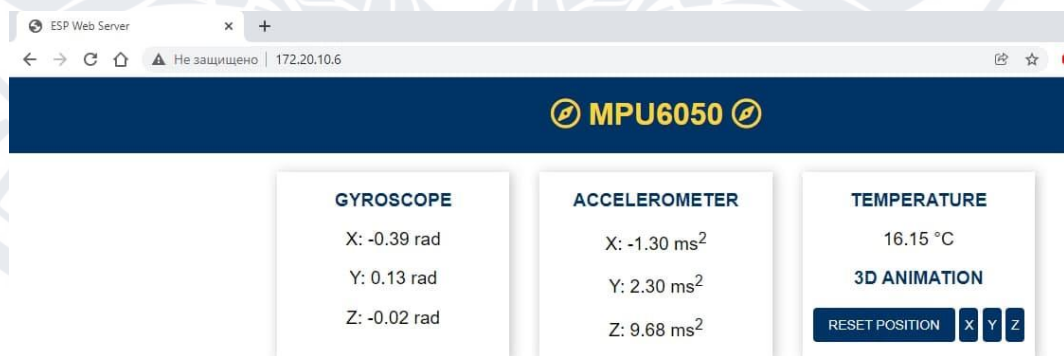 ESP Web Server
Не защищено 172.20.10.6
MPU6050
GYROSCOPE
X: -0.39 rad
Y: 0.13 rad
Z: -0.02 rad
ACCELEROMETER
X: -1.30 ms²
Y: 2.30 ms²
Z: 9.68 ms²
TEMPERATURE
16.15 °C
3D ANIMATION
RESET POSITION X Y Z